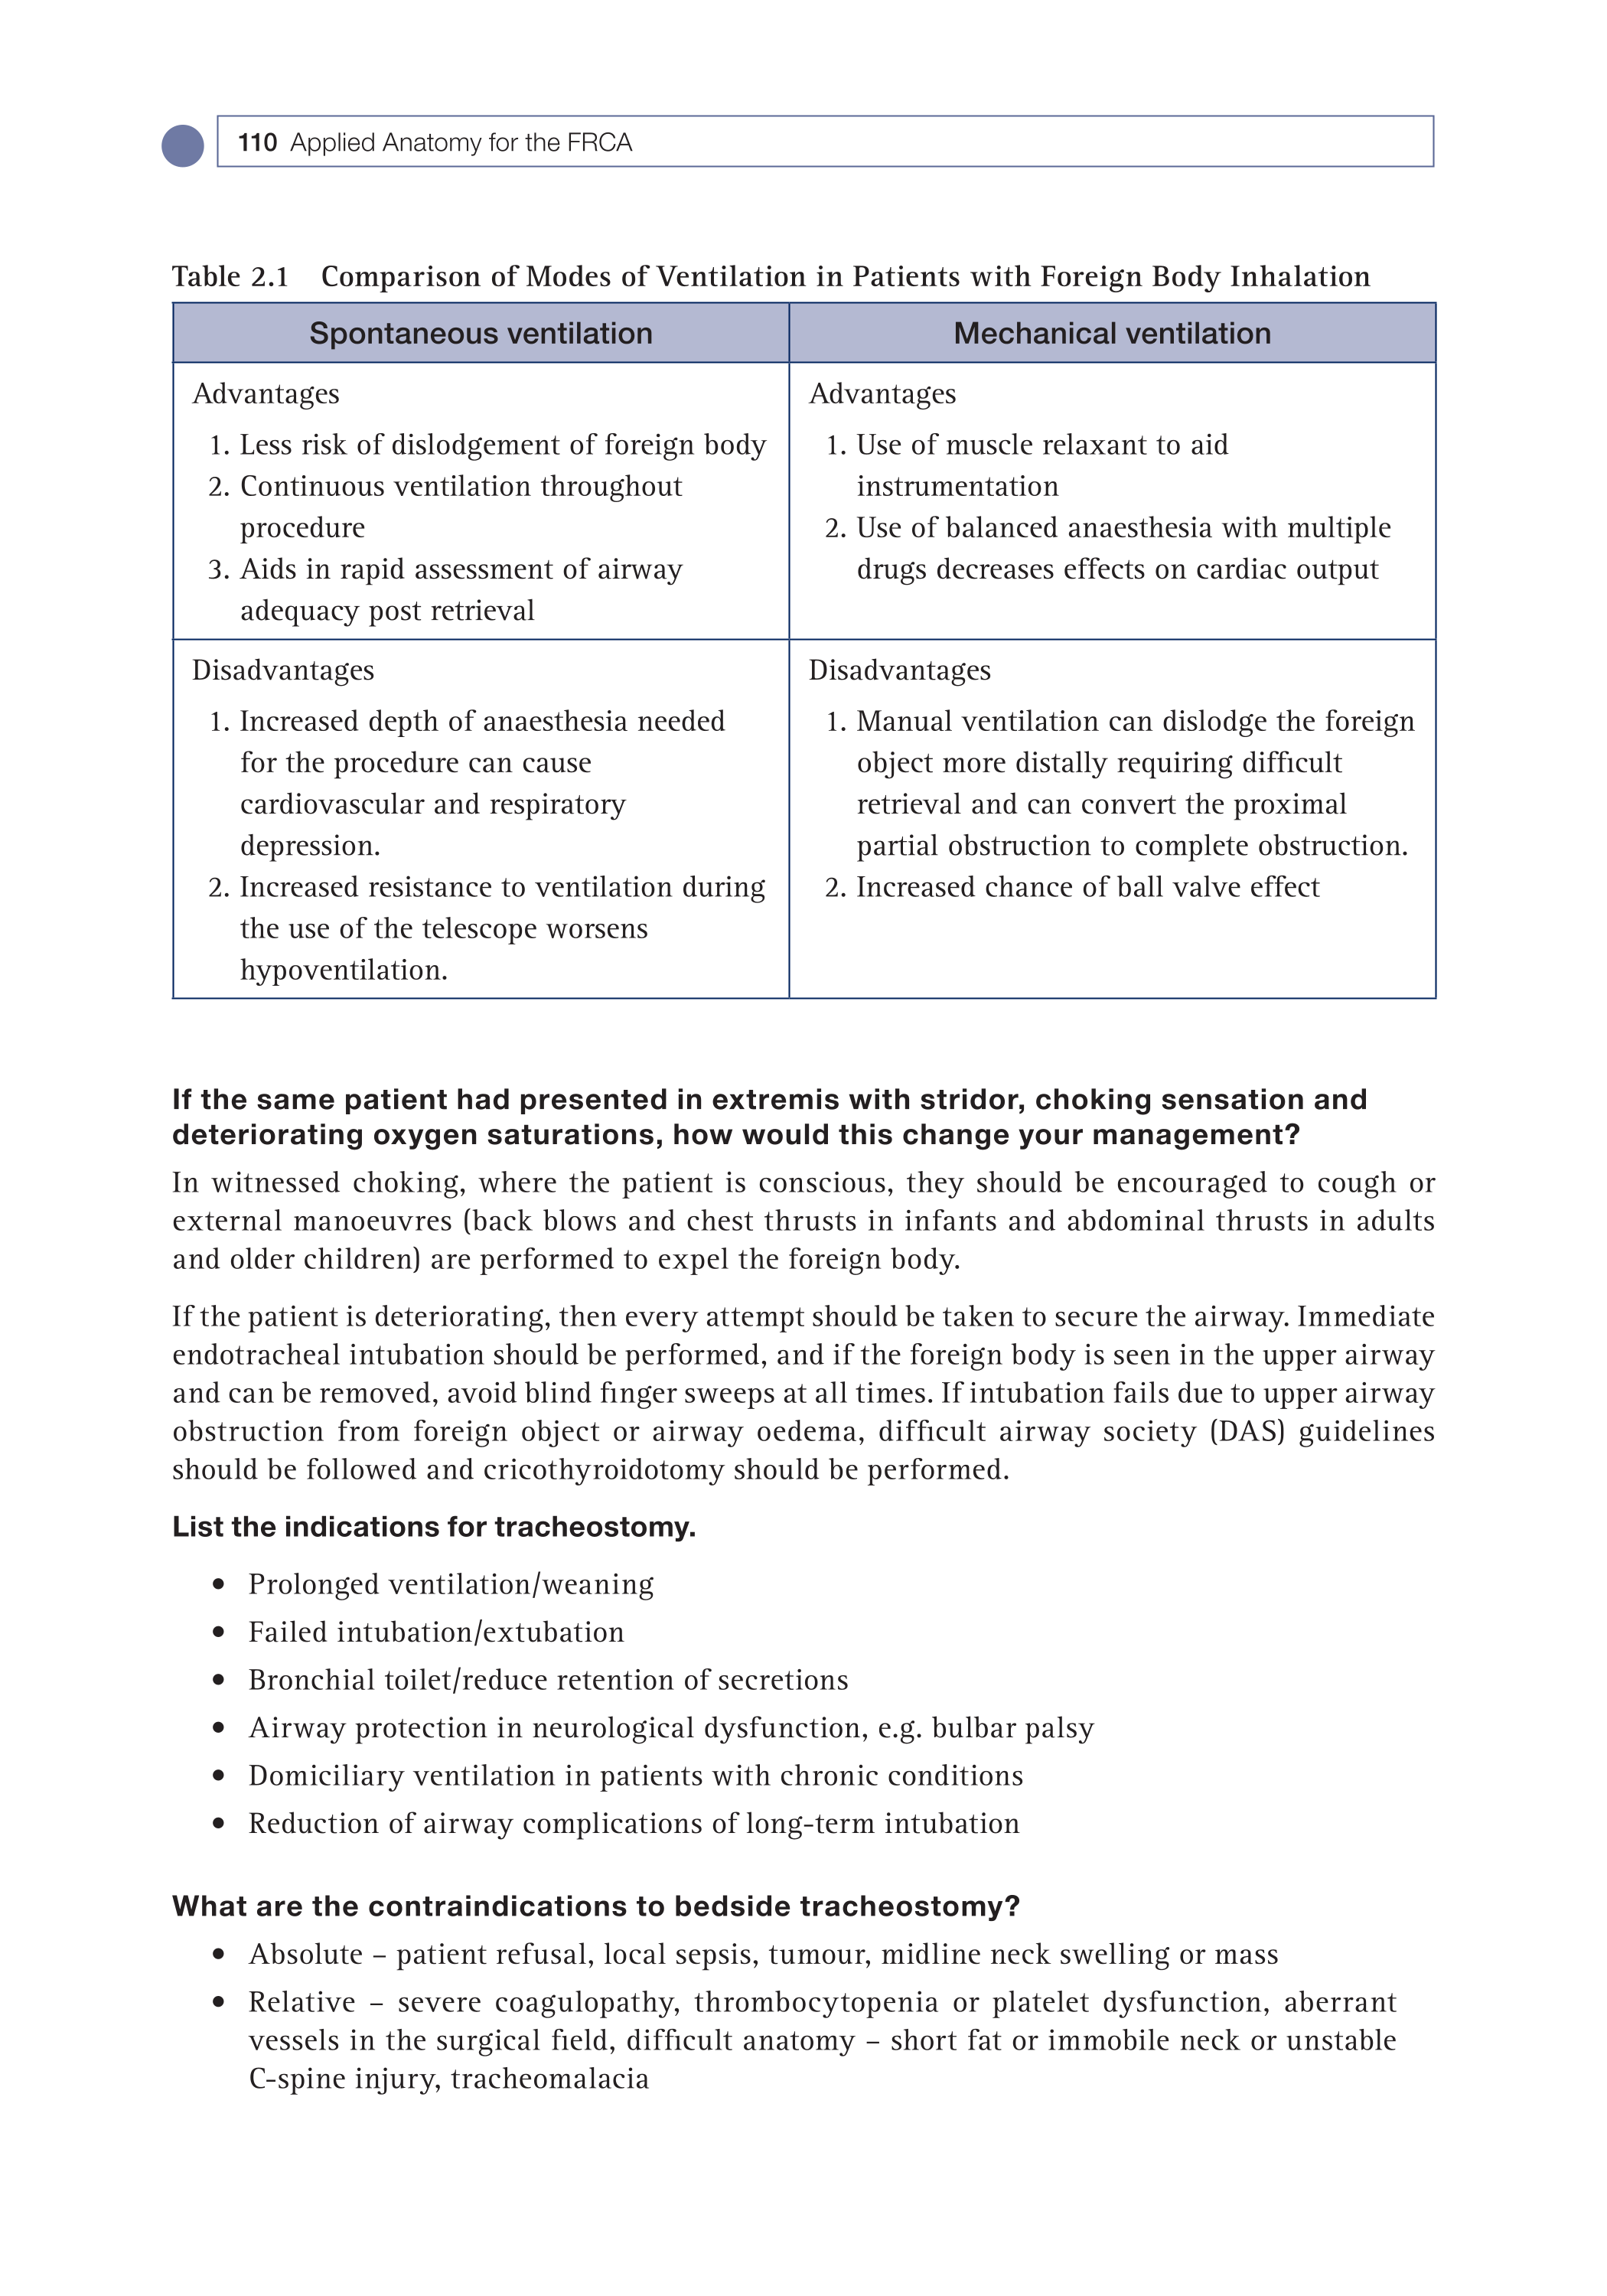 110 Applied Anatomy for the FRCA
Table 2.1 Comparison of Modes of Ventilation in Patients with Foreign Body Inhalation
Spontaneous ventilation
Advantages
1. Less risk of dislodgement of foreign body
2. Continuous ventilation throughout
procedure
3. Aids in rapid assessment of airway
adequacy post retrieval
Mechanical ventilation
Advantages
1. Use of muscle relaxant to aid
instrumentation
2. Use of balanced anaesthesia with multiple
drugs decreases effects on cardiac output
Disadvantages
1. Increased depth of anaesthesia needed
for the procedure can cause
cardiovascular and respiratory
depression.
2. Increased resistance to ventilation during
the use of the telescope worsens
hypoventilation.
Disadvantages
1. Manual ventilation can dislodge the foreign
object more distally requiring difficult
retrieval and can convert the proximal
partial obstruction to complete obstruction.
2. Increased chance of ball valve effect
If the same patient had presented in extremis with stridor, choking sensation and
deteriorating oxygen saturations, how would this change your management?
In witnessed choking, where the patient is conscious, they should be encouraged to cough or
external manoeuvres (back blows and chest thrusts in infants and abdominal thrusts in adults
and older children) are performed to expel the foreign body.
If the patient is deteriorating, then every attempt should be taken to secure the airway. Immediate
endotracheal intubation should be performed, and if the foreign body is seen in the upper airway
and can be removed, avoid blind finger sweeps at all times. If intubation fails due to upper airway
obstruction from foreign object or airway oedema, difficult airway society (DAS) guidelines
should be followed and cricothyroidotomy should be performed.
List the indications for tracheostomy.
• Prolonged ventilation/weaning
• Failed intubation/extubation
• Bronchial toilet/reduce retention of secretions
• Airway protection in neurological dysfunction, e.g. bulbar palsy
• Domiciliary ventilation in patients with chronic conditions
• Reduction of airway complications of long-term intubation
What are the contraindications to bedside tracheostomy?
• Absolute – patient refusal, local sepsis, tumour, midline neck swelling or mass
• Relative – severe coagulopathy, thrombocytopenia or platelet dysfunction, aberrant
vessels in the surgical field, difficult anatomy – short fat or immobile neck or unstable
C-spine injury, tracheomalacia